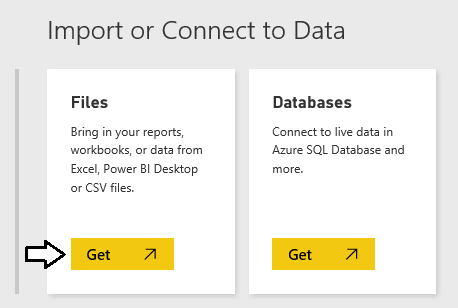 Import or Connect to Data
Files
Bring in your reports,
workbooks, or data from
Excel, Power BI Desktop
or CSV files.
Get
Databases
Connect to live data in
Azure SQL Database and
more.
Get